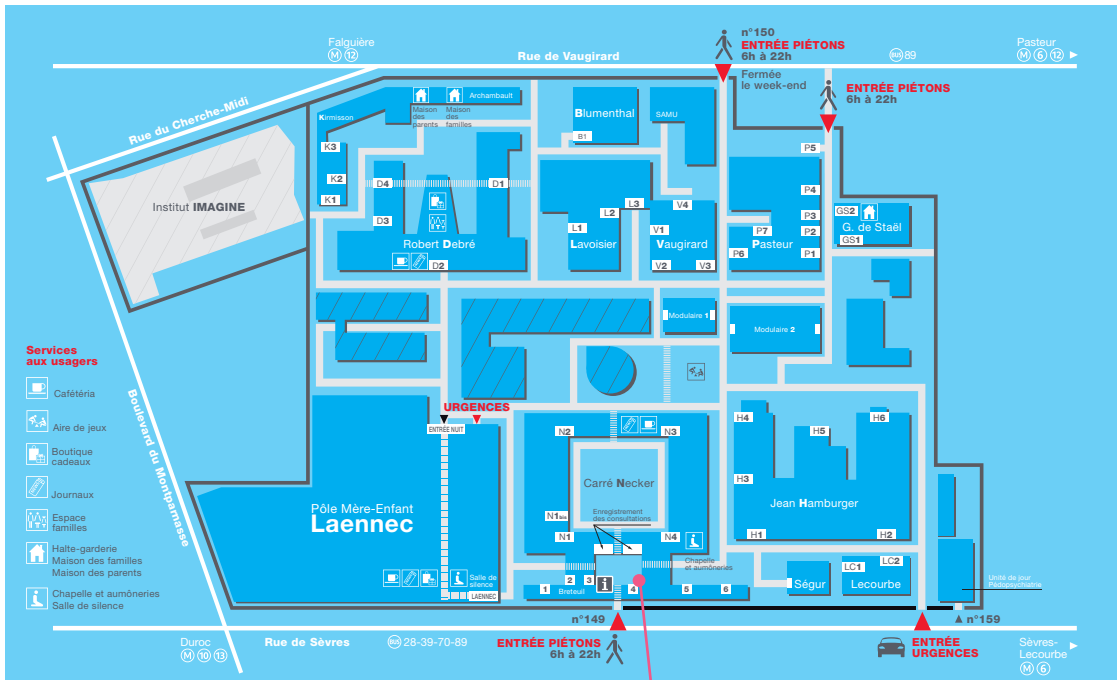 Falguière
M 12
Rue de Vaugirard
n°150
ENTRÉE PIÉTONS
6h à 22h
Fermée
le week-end
BUS 89
Pasteur
M 6 12
ENTRÉE PIÉTONS
6h à 22h
Rue du Cherche-Midi
Institut IMAGINE
Kirmisson
Archambault
Maison
des
parents
Maison
des
familles
K3
K2
K1
D4
D1
D3
Robert Debré
D2
Blumenthal
B1
SAMU
L3
L2
L1
Lavoisier
V4
V1
Vaugirard
V2
V3
P5
P4
P3
P2
P7
Pasteur
P6
P1
GS2
G. de Staël
GS1
Modulaire 1
Modulaire 2
Services
aux usagers
Cafétéria
Aire de jeux
Boutique
cadeaux
Journaux
Espace
familles
Halte-garderie
Maison des familles
Maison des parents
Chapelle et aumôneries
Salle de silence
Boulevard du Montparnasse
URGENCES
ENTRÉE NUIT
Pôle Mère-Enfant
Laennec
Salle de
silence
LAENNEC
N2
N3
Carré Necker
Enregistrement
des consultations
N1 bis
N1
N4
Chapelle
et aumôneries
1
2
3
Breteuil
i
4
5
6
H4
H5
H6
H3
Jean Hamburger
H1
H2
Ségur
LC1
LC2
Lecourbe
Unité de jour
Pédopsychiatrie
n°149
n°159
Duroc
M 10 13
Rue de Sèvres
BUS 28-39-70-89
ENTRÉE PIÉTONS
6h à 22h
ENTRÉE
URGENCES
Sèvres-
Lecourbe
M 6